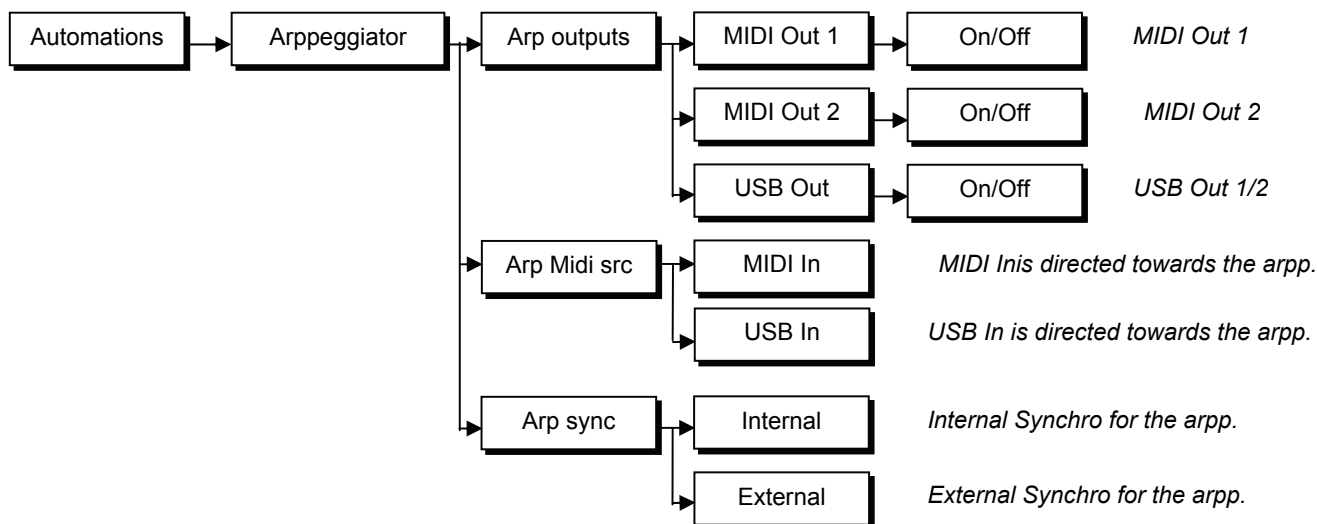 Automations Arppeggiator Arp outputs MIDI Out 1 On/Off MIDI Out 1
MIDI Out 2 On/Off MIDI Out 2
USB Out On/Off USB Out 1/2
Arp Midi src MIDI In MIDI Inis directed towards the arpp.
USB In USB In is directed towards the arpp.
Arp sync Internal Internal Synchro for the arpp.
External External Synchro for the arpp.